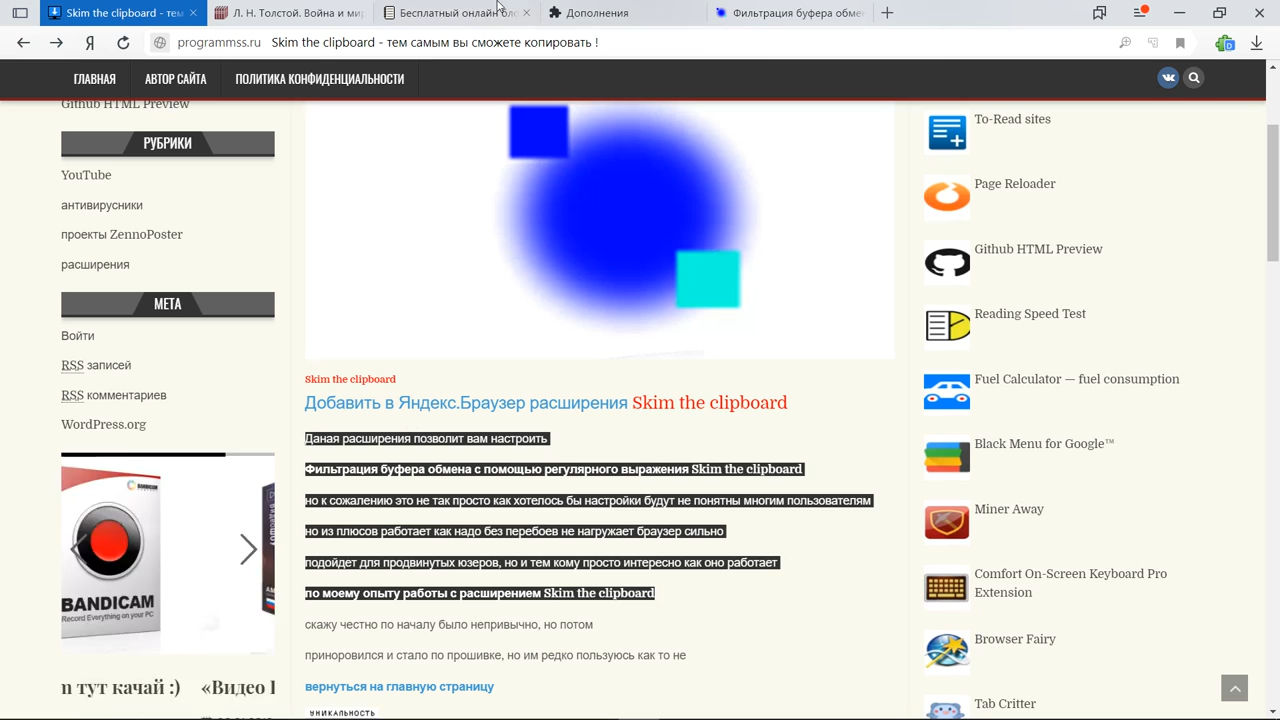 Skim the clipboard - тем
Л. Н. Толстой. Война и ми
Бесплатный онлайн бло
Дополнения
Фильтрация буфера обме
programmss.ru
Skim the clipboard - тем самым вы сможете копировать !
ГЛАВНАЯ
АВТОР САЙТА
ПОЛИТИКА КОНФИДЕНЦИАЛЬНОСТИ
Github HTML Preview
РУБРИКИ
YouTube
антивирусники
проекты ZennoPoster
расширения
МЕТА
Войти
RSS записей
RSS комментариев
WordPress.org
BANDICAM
Record Everything on your PC
п тут качай :)
«Видео
Skim the clipboard
Добавить в Яндекс.Браузер расширения Skim the clipboard
Даная расширения позволит вам настроить
Фильтрация буфера обмена с помощью регулярного выражения Skim the clipboard
но к сожалению это не так просто как хотелось бы настройки будут не понятны многим пользователям
но из плюсов работает как надо без перебоев не нагружает браузер сильно
подойдет для продвинутых юзеров, но и тем кому просто интересно как оно работает
по моему опыту работы с расширением Skim the clipboard
скажу честно по началу было непривычно, но потом
приноровился и стало по прошивке, но им редко пользуюсь как то не
вернуться на главную страницу
УНИКАЛЬНОСТЬ
To-Read sites
Page Reloader
Github HTML Preview
Reading Speed Test
Fuel Calculator — fuel consumption
Black Menu for Google™
Miner Away
Comfort On-Screen Keyboard Pro
Extension
Browser Fairy
Tab Critter